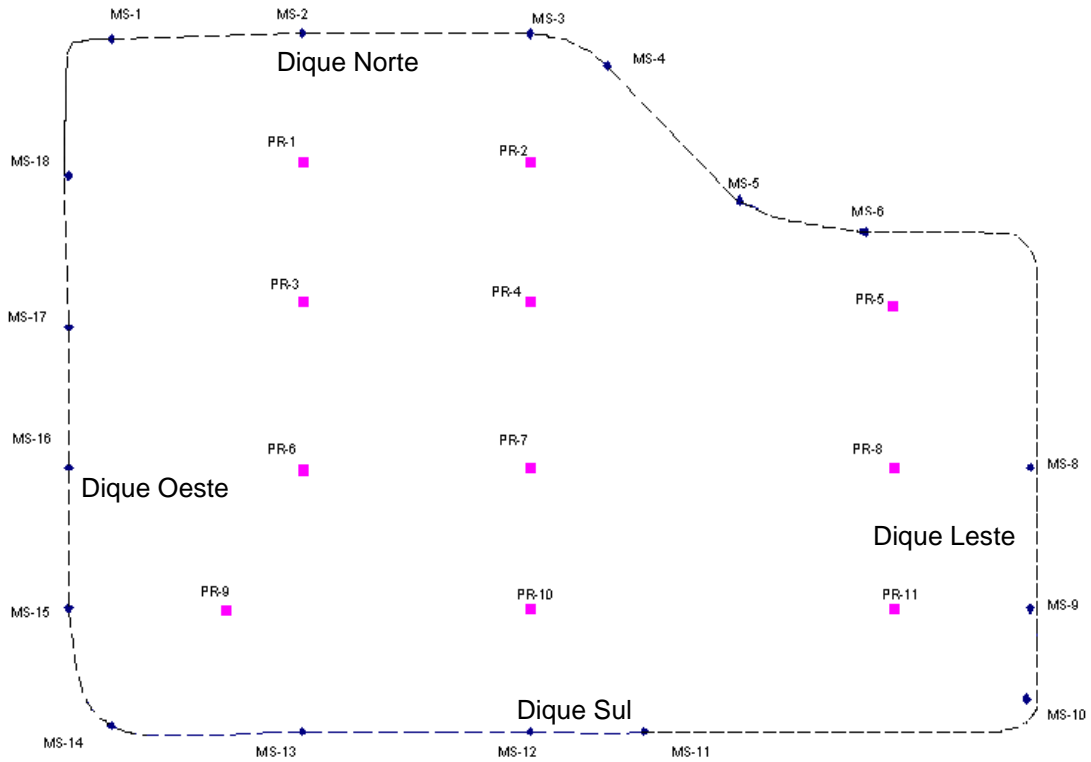 MS-1
MS-2
MS-3
Dique Norte
MS-4
PR-1
PR-2
MS-18
MS-5
MS-6
PR-3
PR-4
PR-5
MS-17
MS-16
PR-6
PR-7
PR-8
MS-8
Dique Oeste
Dique Leste
PR-9
PR-10
PR-11
MS-15
MS-9
Dique Sul
MS-10
MS-14
MS-13
MS-12
MS-11